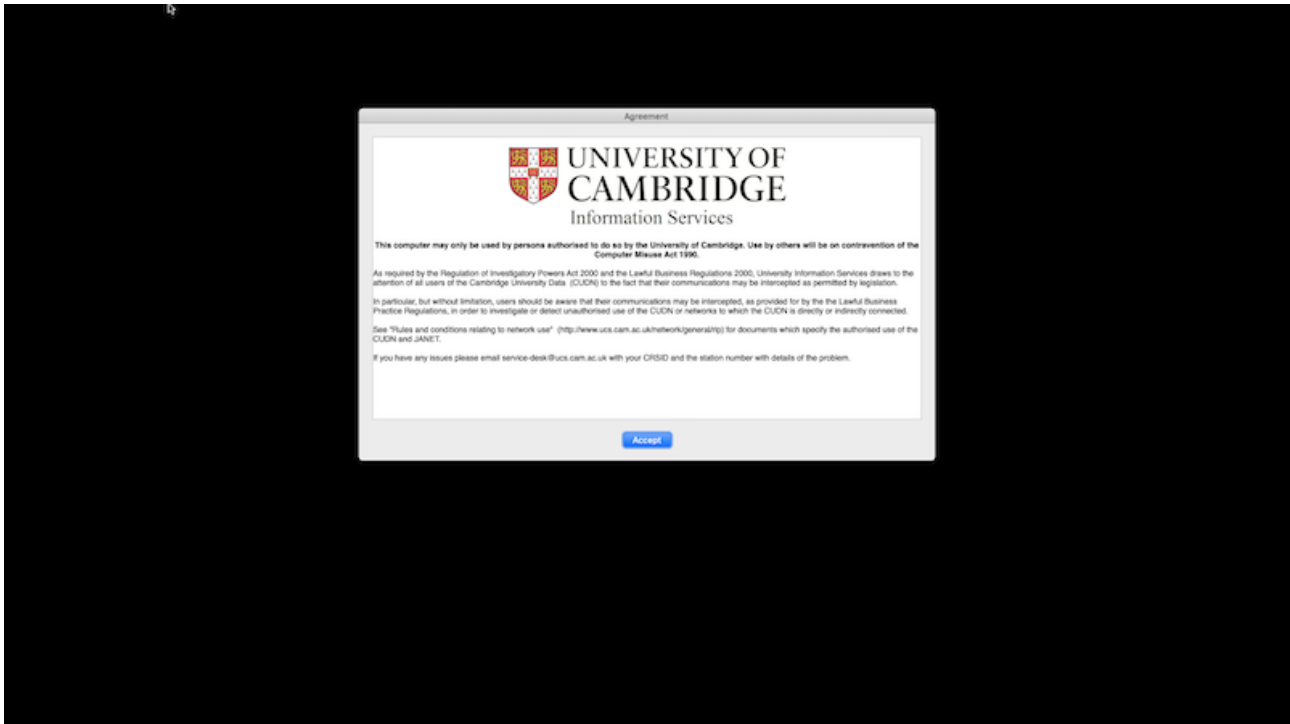 Agreement
UNIVERSITY OF
CAMBRIDGE
Information Services
This computer may only be used by persons authorised to do so by the University of Cambridge. Use by others will be on contravention of the
Computer Misuse Act 1990.
As required by the Regulation of Investigatory Powers Act 2000 and the Lawful Business Regulations 2000, University Information Services draws to the
attention of all users of the Cambridge University Data (CUDN) to the fact that their communications may be intercepted as permitted by legislation.
In particular, but without limitation, users should be aware that their communications may be intercepted, as provided for by the the Lawful Business
Practice Regulations, in order to investigate or detect unauthorised use of the CUDN or networks to which the CUDN is directly or indirectly connected.
See "Rules and conditions relating to network use" (http://www.ucs.cam.ac.uk/network/general/rip) for documents which specify the authorised use of the
CUDN and JANET.
If you have any issues please email service-desk@ucs.cam.ac.uk with your CRSID and the station number with details of the problem.
Accept